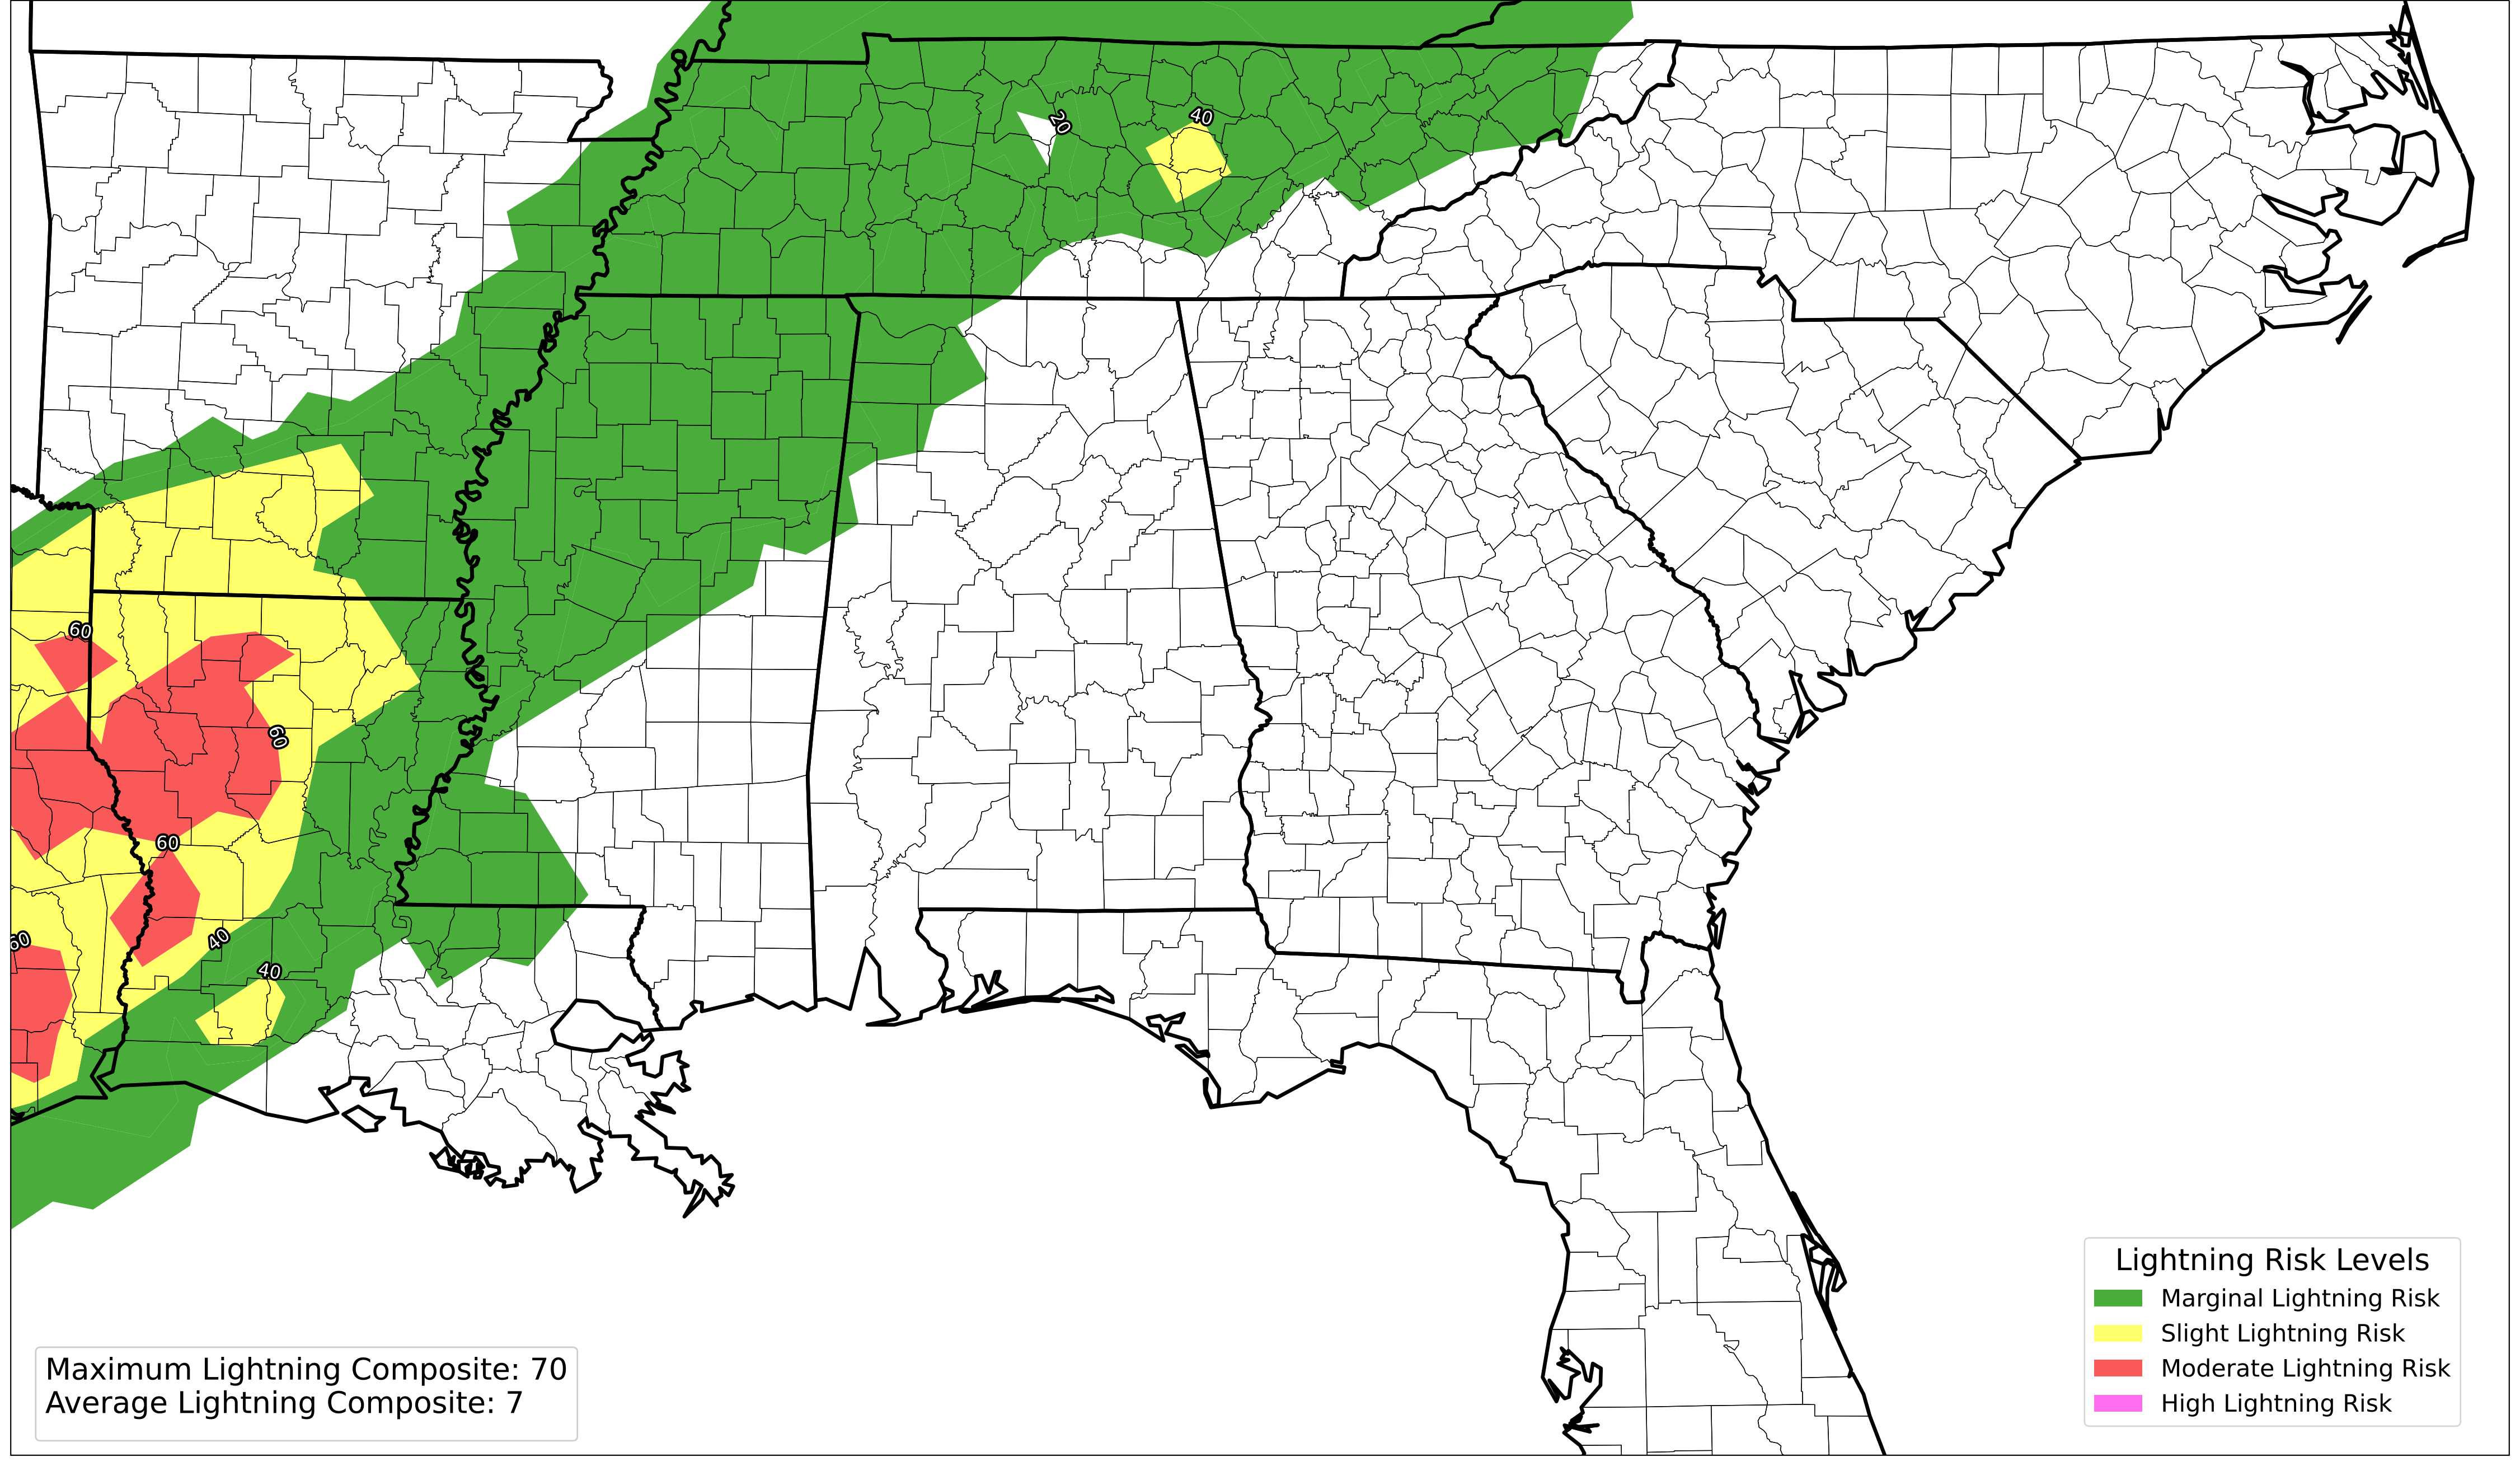 20
40
60
60
60
60
40
40
Lightning Risk Levels
Marginal Lightning Risk
Slight Lightning Risk
Moderate Lightning Risk
High Lightning Risk
Maximum Lightning Composite: 70
Average Lightning Composite: 7